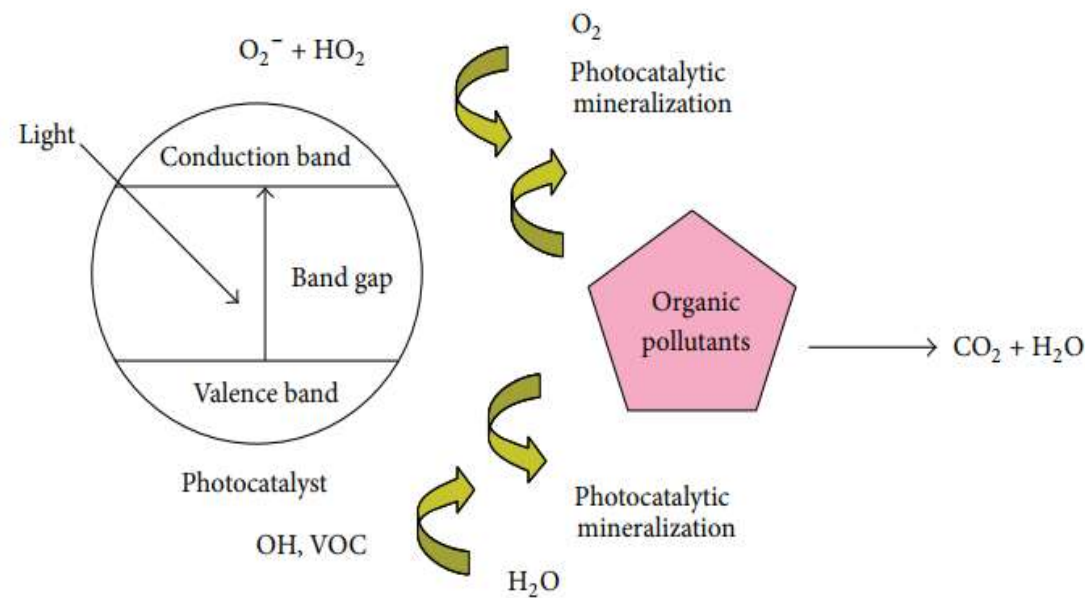 O₂⁻ + HO₂
O₂
Photocatalytic
mineralization
Light
Conduction band
Band gap
Organic
pollutants
CO₂ + H₂O
Valence band
Photocatalyst
Photocatalytic
mineralization
OH, VOC
H₂O